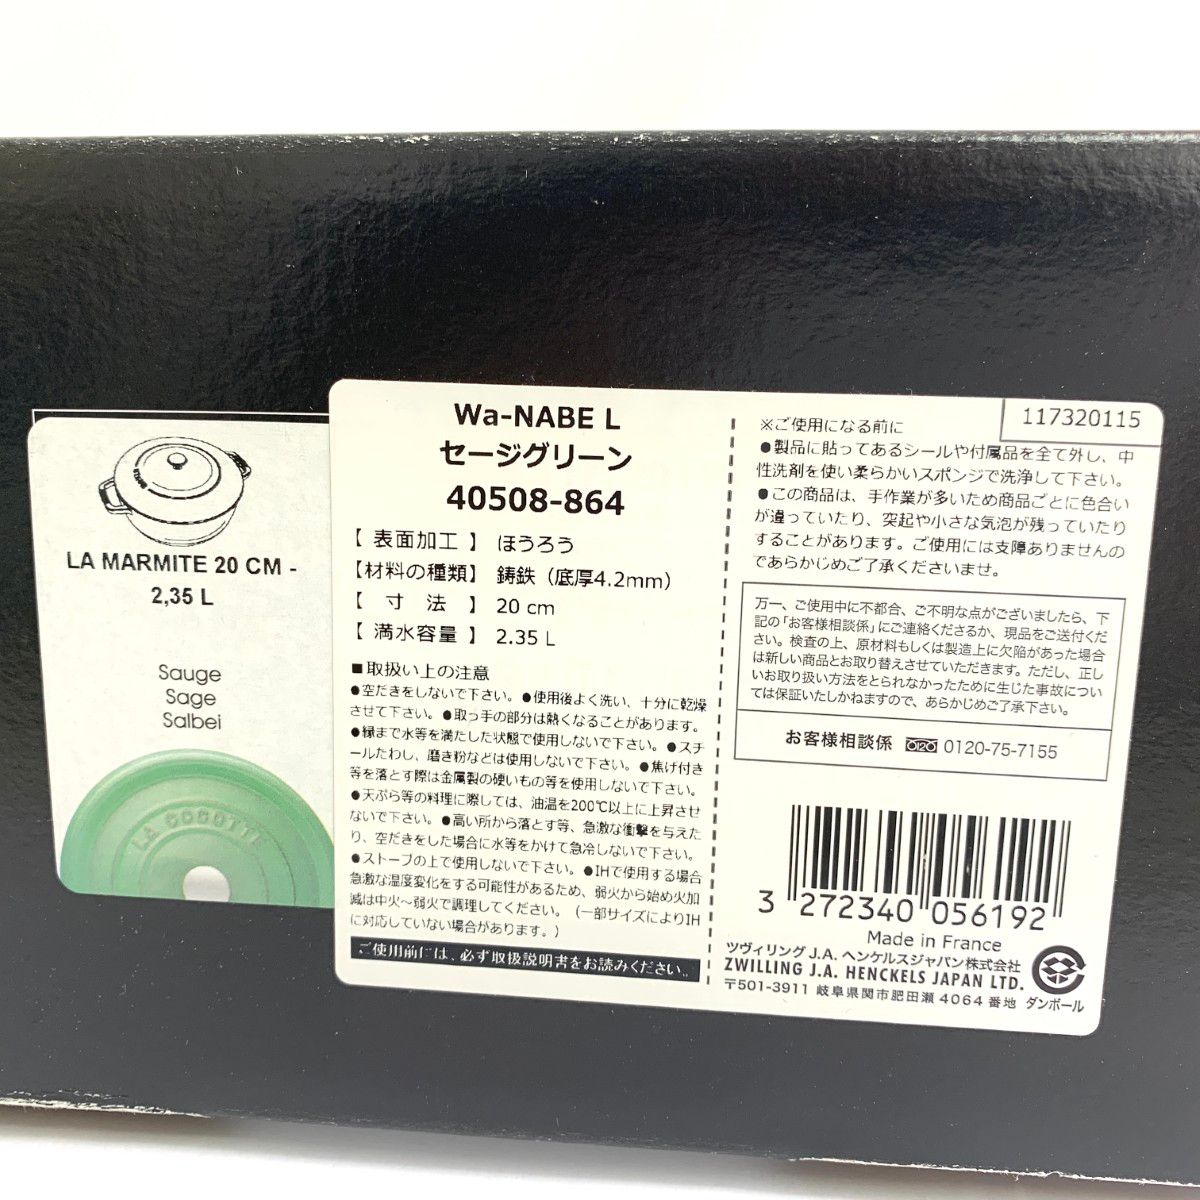 LA MARMITE 20 CM -
2,35 L
Sauge
Sage
Salbei
LA COCOTTE
Wa-NABE L
セージグリーン
40508-864
【 表面加工 】 ほうろう
【材料の種類】 鋳鉄（底厚4.2mm）
【 寸 法 】 20 cm
【 満水容量 】 2.35 L
■取扱い上の注意
●空だきをしないで下さい。●使用後よく洗い、十分に乾燥
させて下さい。●取っ手の部分は熱くなることがあります。
●縁まで水等を満たした状態で使用しないで下さい。●スチ
ールたわし、磨き粉などは使用しないで下さい。●焦げ付き
等を落とす際は金属製の硬いもの等を使用しないで下さい。
●天ぷら等の料理に際しては、油温を200℃以上に上昇させ
ないで下さい。●高い所から落とす等、急激な衝撃を与えた
り、空だきをした場合に水等をかけて急冷しないで下さい。
●ストーブの上で使用しないで下さい。●IHで使用する場合
急激な温度変化をする可能性があるため、弱火から始め火加
減は中火～弱火で調理してください。（一部サイズによりIH
に対応していない場合があります。）
ご使用前には、必ず取扱説明書をお読みください。
117320115
※ご使用になる前に
●製品に貼ってあるシールや付属品を全て外し、中
性洗剤を使い柔らかいスポンジで洗浄して下さい。
●この商品は、手作業が多いため商品ごとに色合い
が違っていたり、突起や小さな気泡が残っていたり
することがあります。ご使用には支障ありませんの
であらかじめご了承くださいませ。
万一、ご使用中に不都合、ご不明な点がございましたら、下
記の「お客様相談係」にご連絡くださるか、現品をご送付くだ
さい。検査の上、原材料もしくは製造上に欠陥があった場合
は新しい商品とお取り替えさせていただきます。ただし、正し
いお取り扱い方法をとられなかったために生じた事故につい
ては保証いたしかねますので、あらかじめご了承下さい。
お客様相談係 0120-75-7155
3 272340 056192
Made in France
ツヴィリング J.A. ヘンケルスジャパン株式会社
ZWILLING J.A. HENCKELS JAPAN LTD.
〒501-3911 岐阜県関市肥田瀬 4064 番地
ダンボール